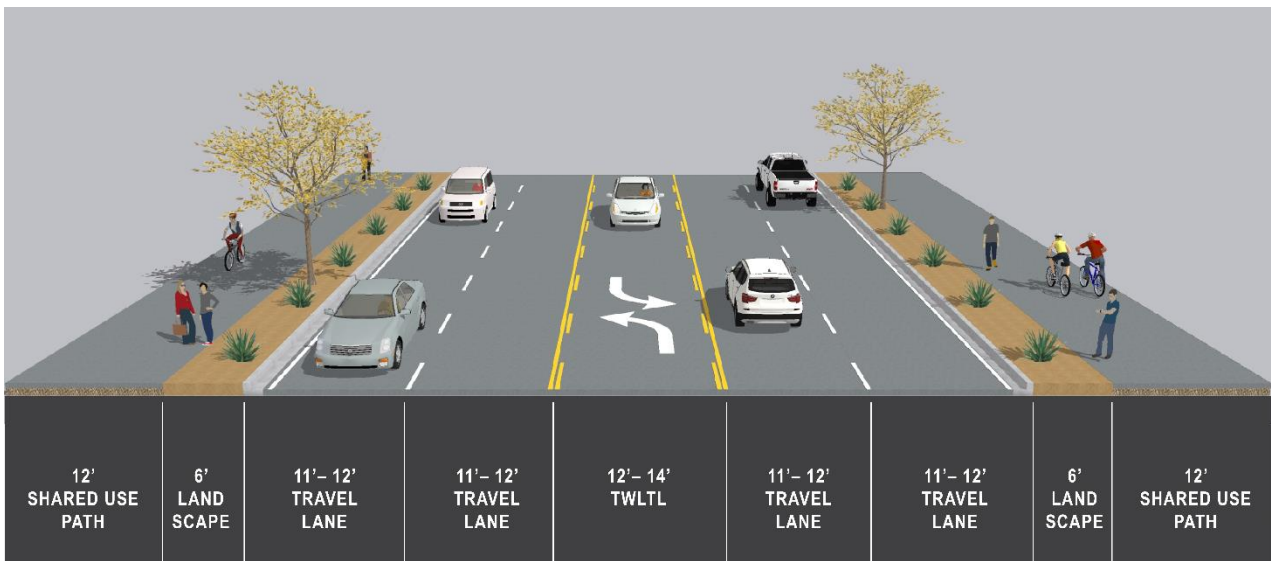 12'
SHARED USE
PATH
6'
LAND
SCAPE
11'– 12'
TRAVEL
LANE
11'– 12'
TRAVEL
LANE
12'– 14'
TWLTL
11'– 12'
TRAVEL
LANE
11'– 12'
TRAVEL
LANE
6'
LAND
SCAPE
12'
SHARED USE
PATH